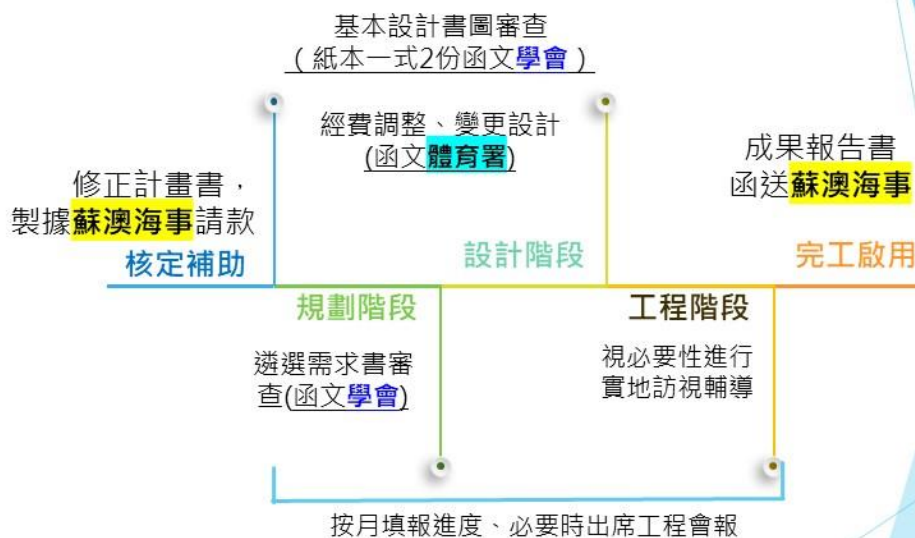 基本設計書圖審查
（紙本一式2份函文學會）
經費調整、變更設計
(函文體育署)
修正計畫書，
製據蘇澳海事請款
成果報告書
函送蘇澳海事
核定補助
設計階段
完工啟用
規劃階段
工程階段
遴選需求書審
查(函文學會)
視必要性進行
實地訪視輔導
按月填報進度、必要時出席工程會報